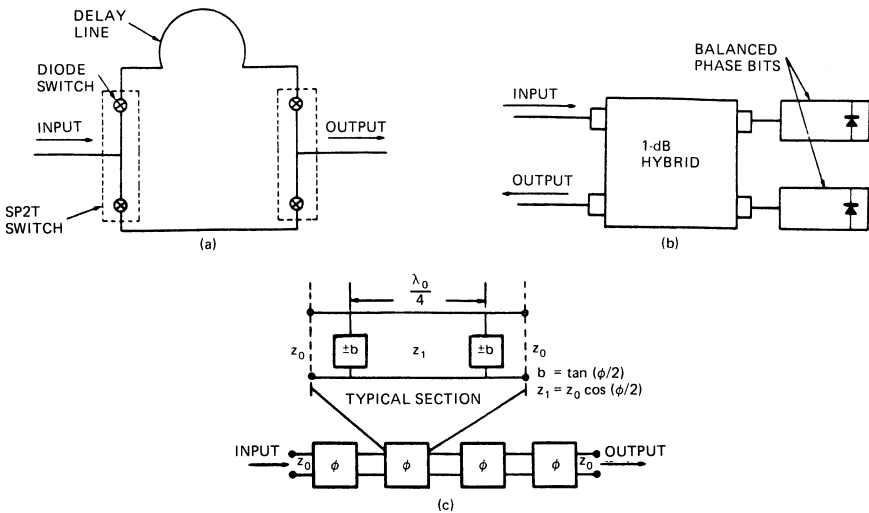 DELAY
LINE
DIODE
SWITCH
INPUT
OUTPUT
SP2T
SWITCH
(a)
BALANCED
PHASE BITS
INPUT
1-dB
HYBRID
OUTPUT
(b)
λ₀
4
z₀
±b
z₁
±b
z₀
b = tan (ϕ/2)
z₁ = z₀ cos (ϕ/2)
TYPICAL SECTION
INPUT
z₀
ϕ
ϕ
ϕ
ϕ
z₀
OUTPUT
(c)